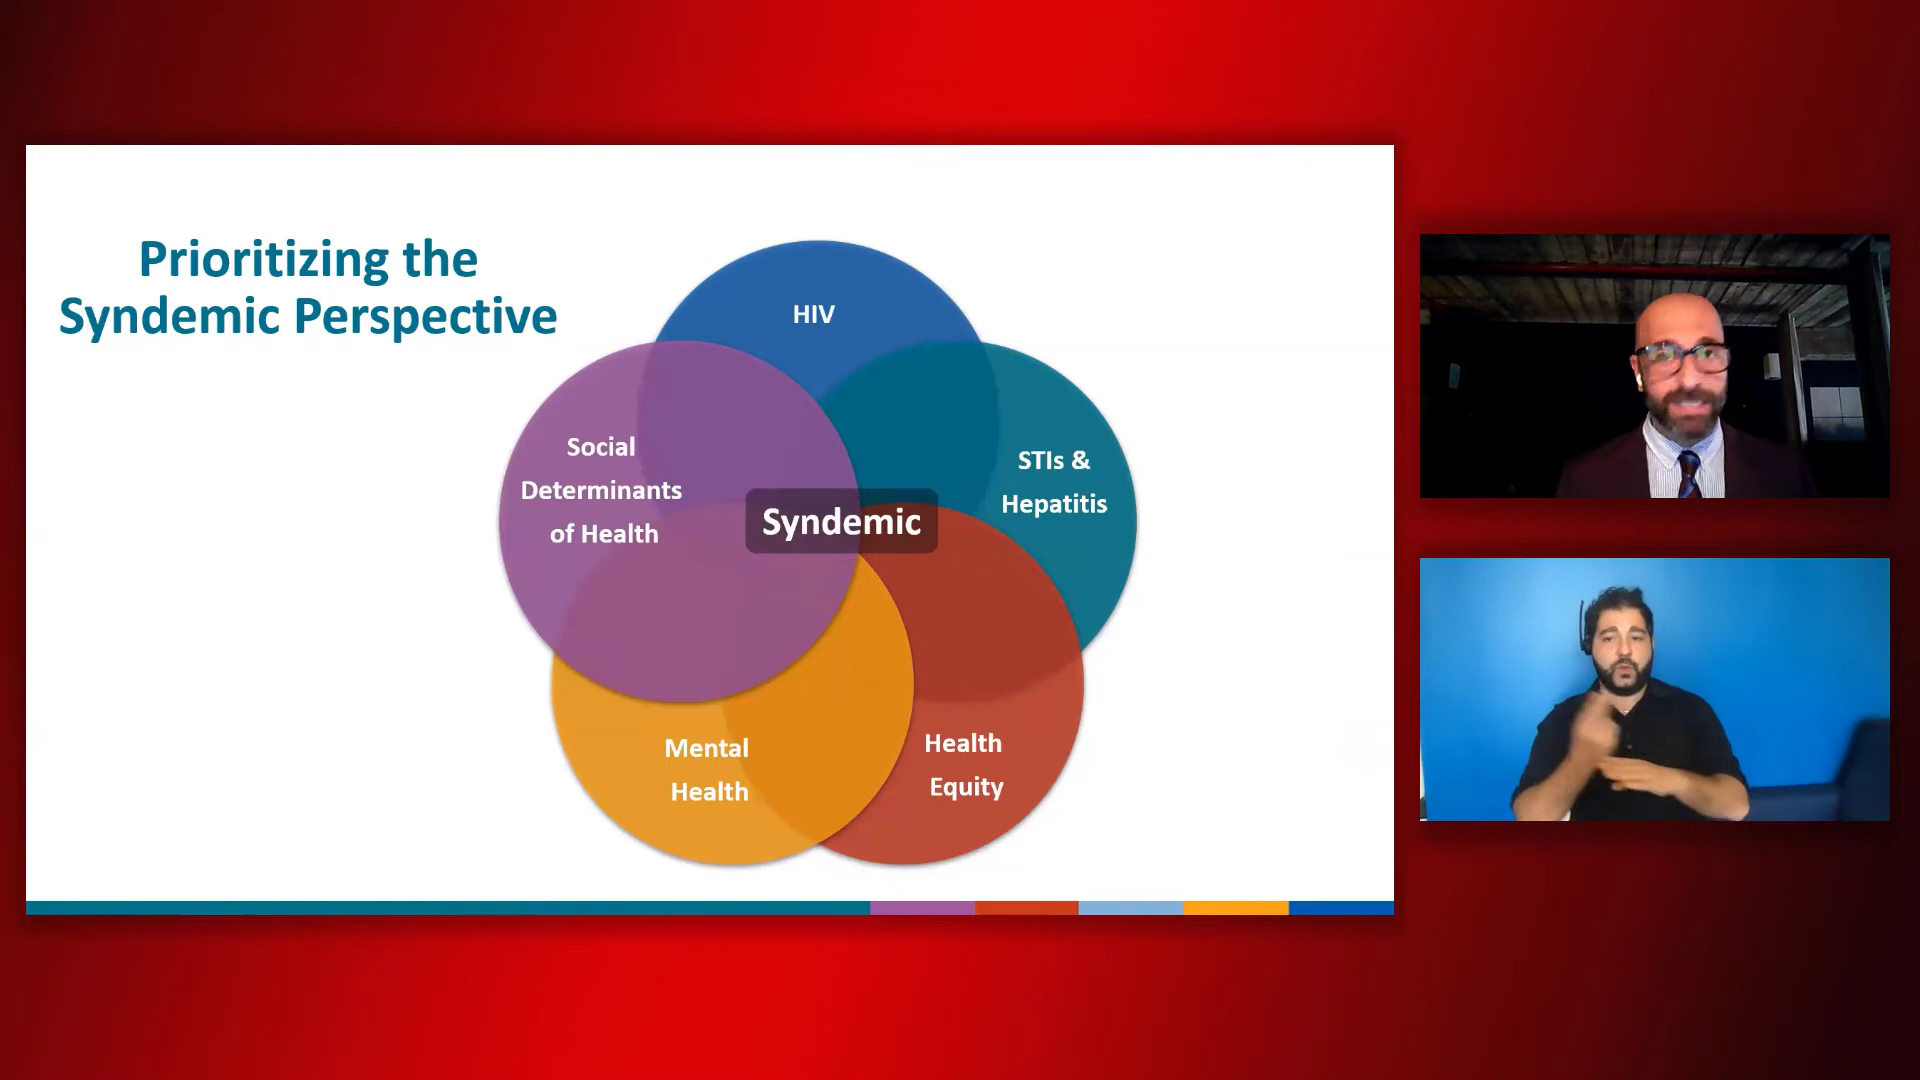 Prioritizing the
Syndemic Perspective
HIV
Social
Determinants
of Health
STIs &
Hepatitis
Syndemic
Mental
Health
Health
Equity